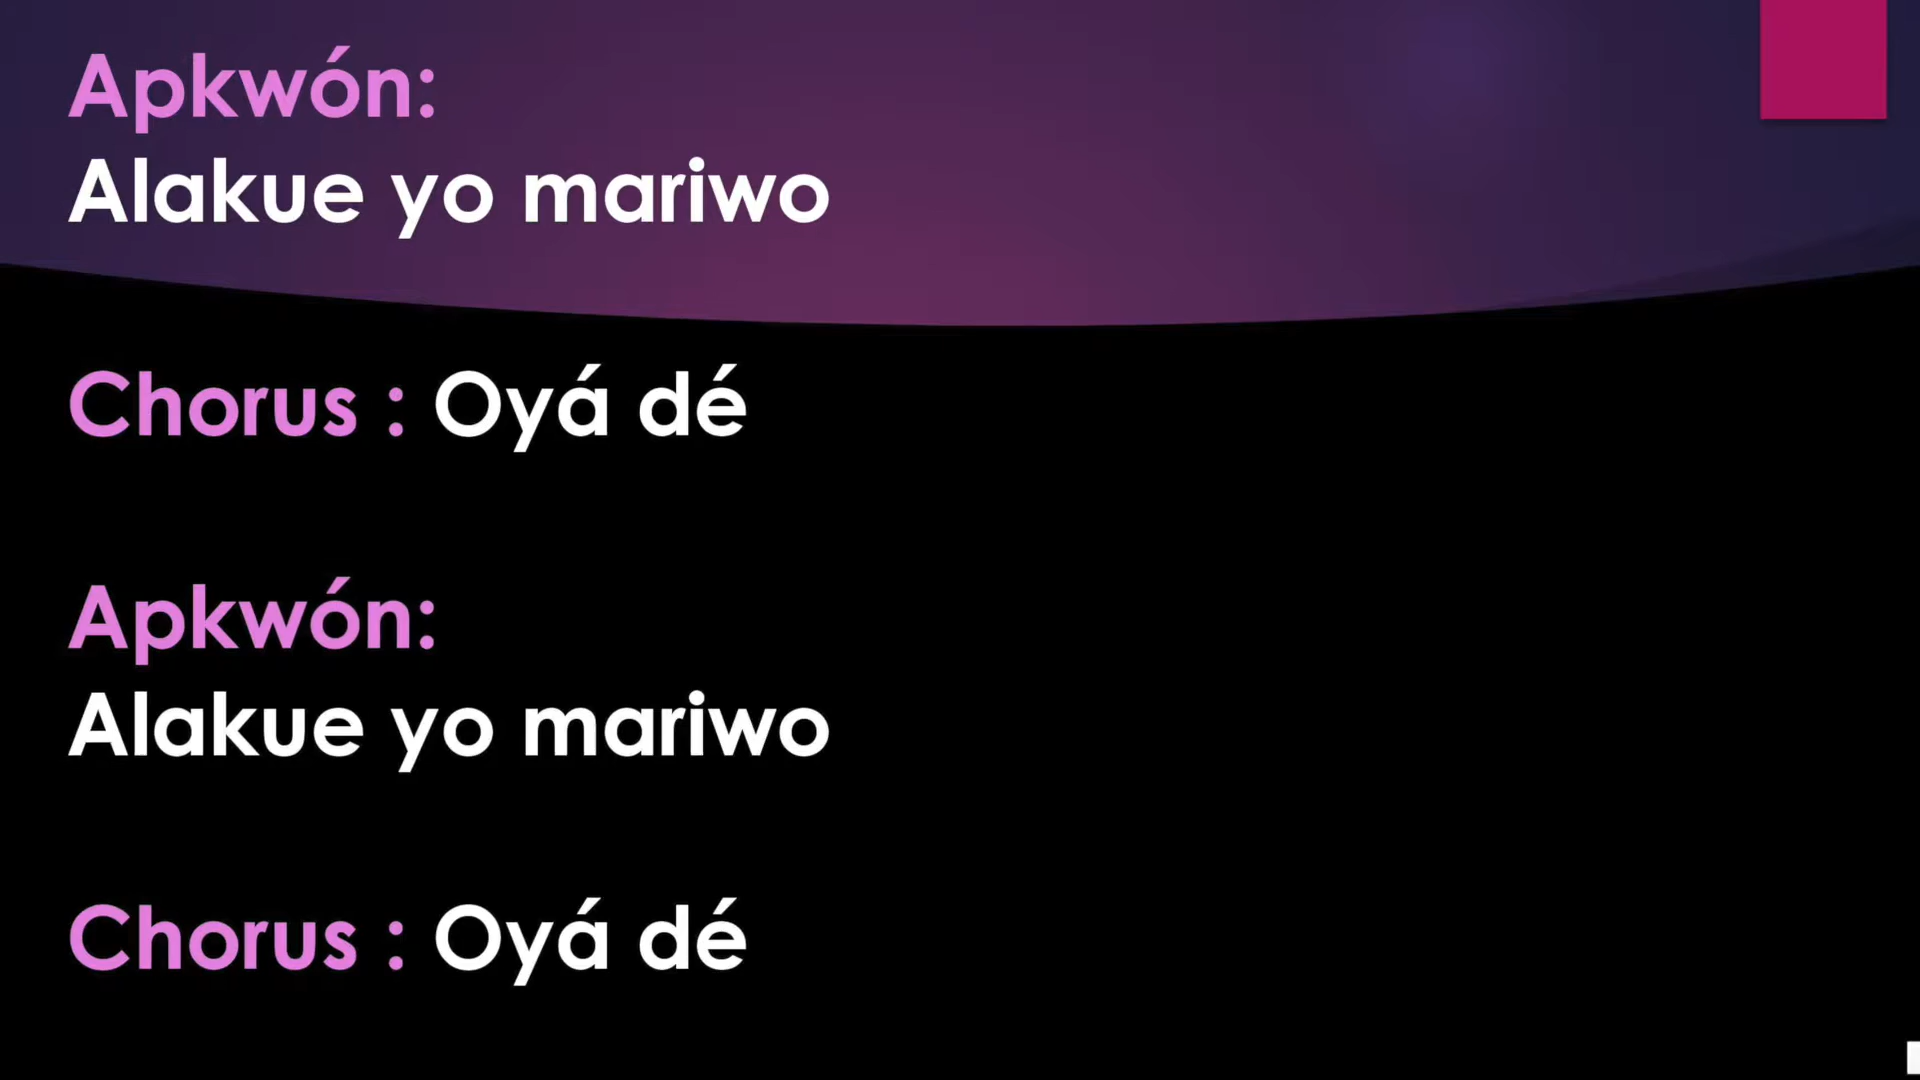 Apkwón:
Alakue yo mariwo
Chorus : Oyá dé
Apkwón:
Alakue yo mariwo
Chorus : Oyá dé